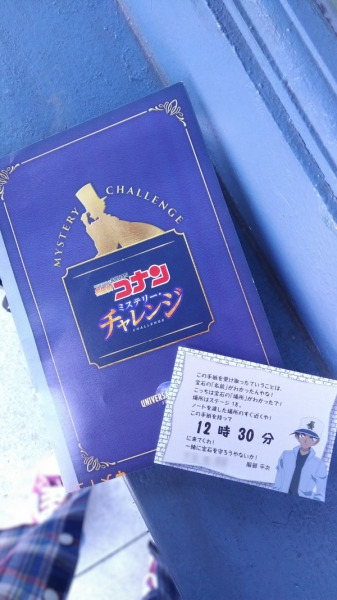 MYSTERY CHALLENGE
名探偵コナン
ミステリー・
チャレンジ
CHALLENGE
UNIVERS
この手紙を受け取ったということは、
宝石の「名前」がわかったんやな!
こっちは宝石の「場所」がわかったで!
場所はステージ18。
ノートを渡した場所のすぐ近くや!
この手紙を持って
12時30分
に来てくれ!
一緒に宝石を守ろうやないか!
服部 平次